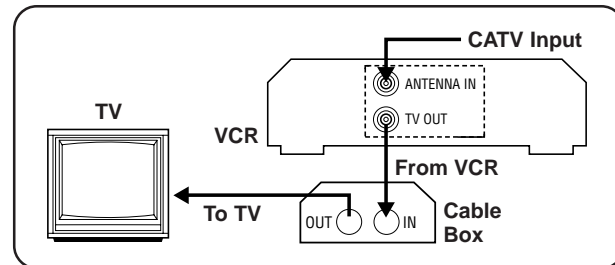 CATV Input
ANTENNA IN
TV
TV OUT
VCR
From VCR
To TV
OUT
IN
Cable
Box